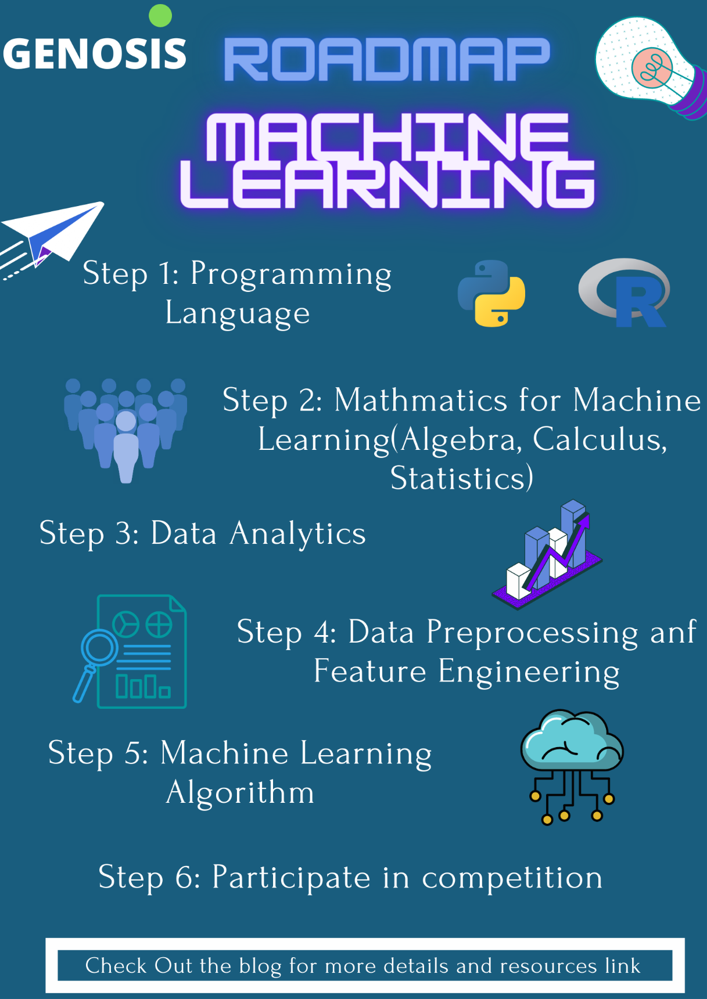 GENOSIS
ROADMAP
MACHINE
LEARNING
Step 1: Programming
Language
R
Step 2: Mathmatics for Machine
Learning(Algebra, Calculus,
Statistics)
Step 3: Data Analytics
Step 4: Data Preprocessing anf
Feature Engineering
Step 5: Machine Learning
Algorithm
Step 6: Participate in competition
Check Out the blog for more details and resources link